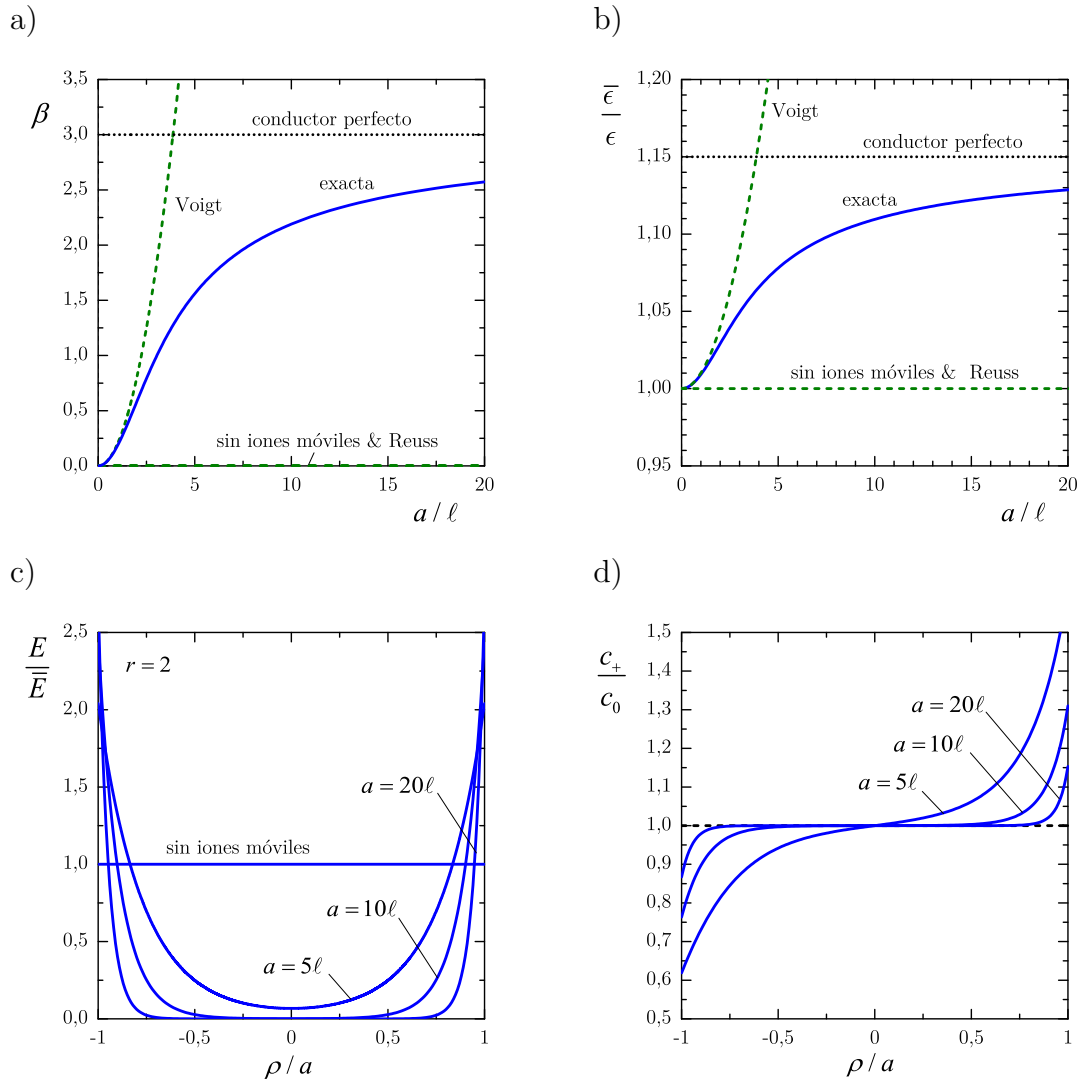 a)
β
3,5
3,0
2,5
2,0
1,5
1,0
0,5
0,0
conductor perfecto
exacta
Voigt
sin iones móviles & Reuss
0 5 10 15 20
a / ℓ
b)
ε̄
ϵ
1,20
1,15
1,10
1,05
1,00
0,95
Voigt
conductor perfecto
exacta
sin iones móviles & Reuss
0 5 10 15 20
a / ℓ
c)
E
Ē
2,5
2,0
1,5
1,0
0,5
0,0
r = 2
a = 20ℓ
sin iones móviles
a = 10ℓ
a = 5ℓ
-1 -0,5 0 0,5 1
ρ / a
d)
c₊
c₀
1,5
1,4
1,3
1,2
1,1
1,0
0,9
0,8
0,7
0,6
0,5
a = 20ℓ
a = 10ℓ
a = 5ℓ
-1 -0,5 0 0,5 1
ρ / a